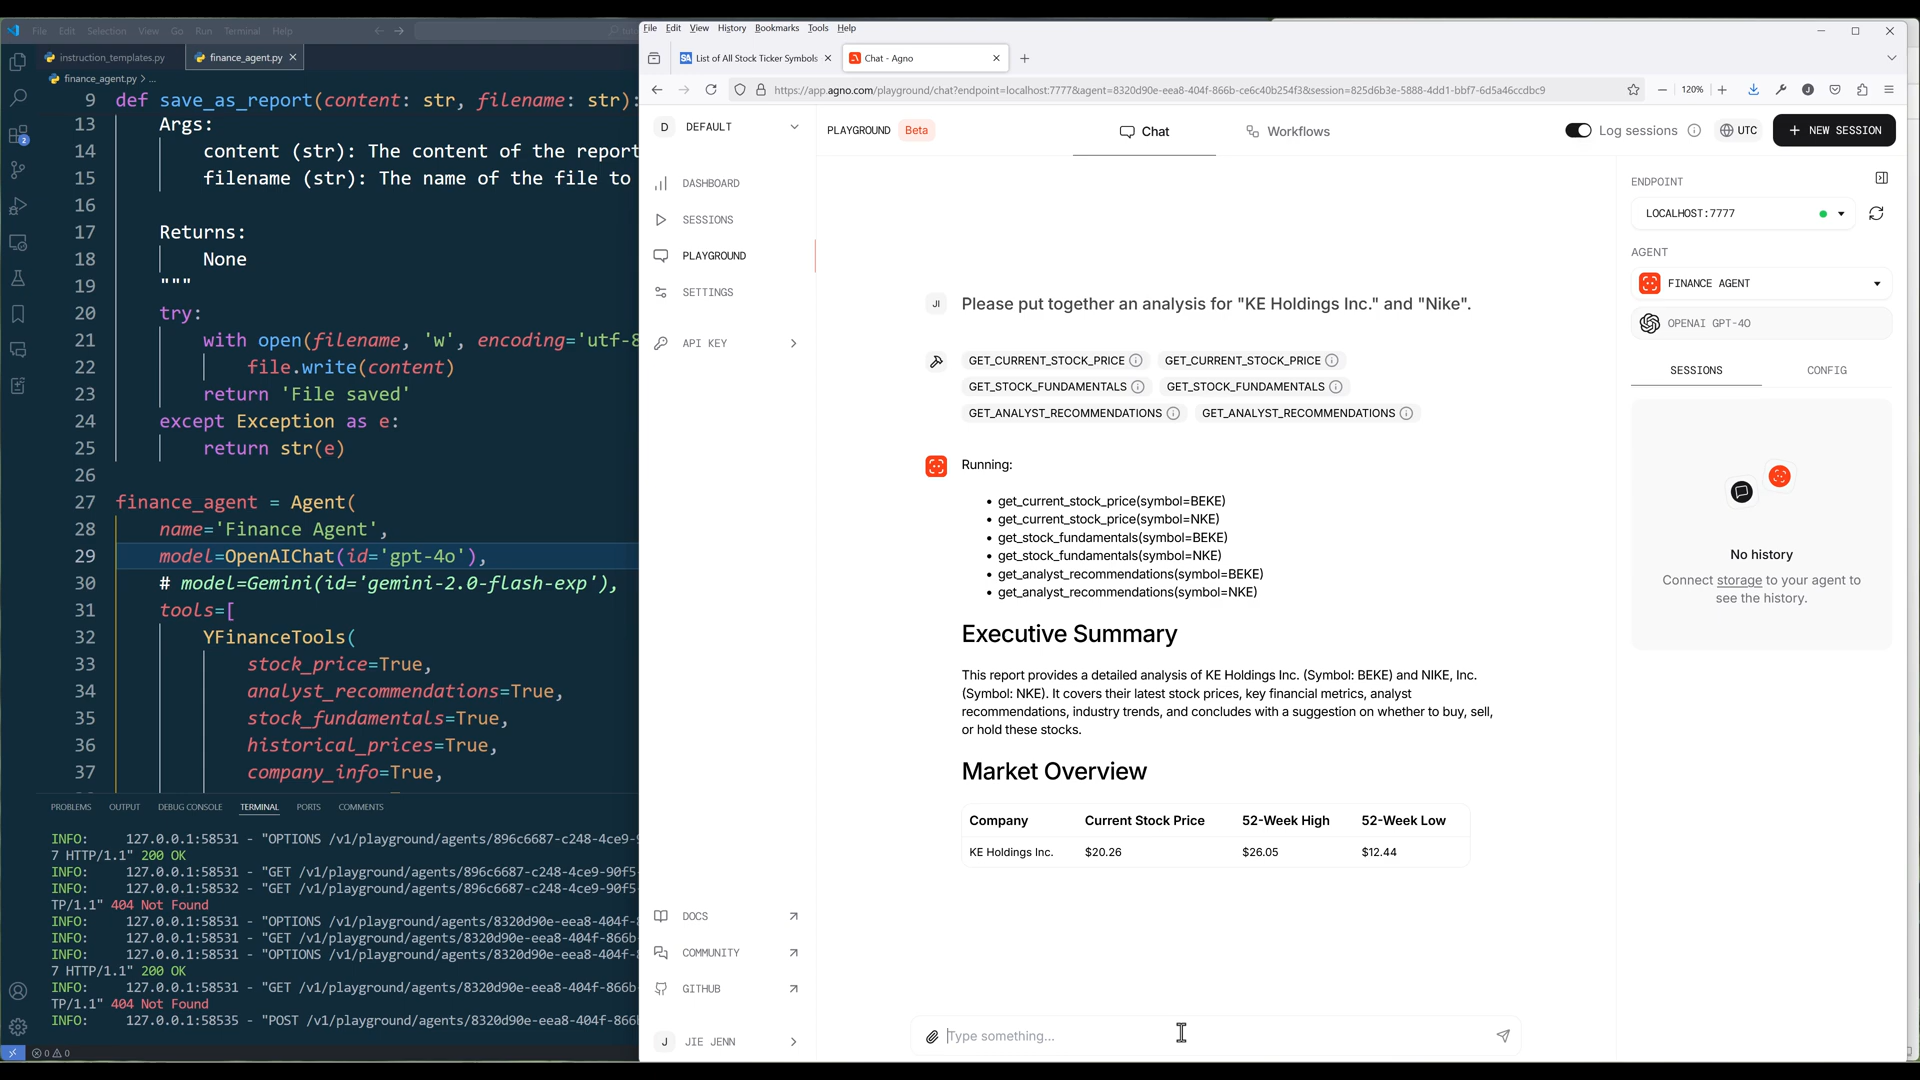 File Edit Selection View Go Run Terminal Help
instruction_templates.py
finance_agent.py
finance_agent.py > ...
9 def save_as_report(content: str, filename: str):
13 Args:
14 content (str): The content of the report
15 filename (str): The name of the file to
16
17 Returns:
18 None
19 """
20 try:
21 with open(filename, 'w', encoding='utf-8
22 file.write(content)
23 return 'File saved'
24 except Exception as e:
25 return str(e)
26
27 finance_agent = Agent(
28 name='Finance Agent',
29 model=OpenAIChat(id='gpt-4o'),
30 # model=Gemini(id='gemini-2.0-flash-exp'),
31 tools=[
32 YFinanceTools(
33 stock_price=True,
34 analyst_recommendations=True,
35 stock_fundamentals=True,
36 historical_prices=True,
37 company_info=True,
PROBLEMS OUTPUT DEBUG CONSOLE TERMINAL PORTS COMMENTS
INFO: 127.0.0.1:58531 - "OPTIONS /v1/playground/agents/896c6687-c248-4ce9-
7 HTTP/1.1" 200 OK
INFO: 127.0.0.1:58531 - "GET /v1/playground/agents/896c6687-c248-4ce9-90f5-
INFO: 127.0.0.1:58532 - "GET /v1/playground/agents/896c6687-c248-4ce9-90f5-
TP/1.1" 404 Not Found
INFO: 127.0.0.1:58531 - "OPTIONS /v1/playground/agents/8320d90e-eea8-404f-
INFO: 127.0.0.1:58531 - "GET /v1/playground/agents/8320d90e-eea8-404f-866b-
INFO: 127.0.0.1:58531 - "OPTIONS /v1/playground/agents/8320d90e-eea8-404f-
7 HTTP/1.1" 200 OK
INFO: 127.0.0.1:58531 - "GET /v1/playground/agents/8320d90e-eea8-404f-866b
TP/1.1" 404 Not Found
INFO: 127.0.0.1:58535 - "POST /v1/playground/agents/8320d90e-eea8-404f-866
2
0 0
File Edit View History Bookmarks Tools Help
SA List of All Stock Ticker Symbols
Chat - Agno
https://app.agno.com/playground/chat?endpoint=localhost:7777&agent=8320d90e-eea8-404f-866b-ce6c40b254f3&session=825d6b3e-5888-4dd1-bbf7-6d5a46ccdbc9
120%
D DEFAULT
DASHBOARD
SESSIONS
PLAYGROUND
SETTINGS
API KEY
DOCS
COMMUNITY
GITHUB
J JIE JENN
PLAYGROUND Beta
Chat
Workflows
Log sessions
UTC
+ NEW SESSION
JI Please put together an analysis for "KE Holdings Inc." and "Nike".
GET_CURRENT_STOCK_PRICE GET_CURRENT_STOCK_PRICE
GET_STOCK_FUNDAMENTALS GET_STOCK_FUNDAMENTALS
GET_ANALYST_RECOMMENDATIONS GET_ANALYST_RECOMMENDATIONS
Running:
• get_current_stock_price(symbol=BEKE)
• get_current_stock_price(symbol=NKE)
• get_stock_fundamentals(symbol=BEKE)
• get_stock_fundamentals(symbol=NKE)
• get_analyst_recommendations(symbol=BEKE)
• get_analyst_recommendations(symbol=NKE)
Executive Summary
This report provides a detailed analysis of KE Holdings Inc. (Symbol: BEKE) and NIKE, Inc.
(Symbol: NKE). It covers their latest stock prices, key financial metrics, analyst
recommendations, industry trends, and concludes with a suggestion on whether to buy, sell,
or hold these stocks.
Market Overview
Company Current Stock Price 52-Week High 52-Week Low
KE Holdings Inc. $20.26 $26.05 $12.44
Type something...
ENDPOINT
LOCALHOST:7777
AGENT
FINANCE AGENT
OPENAI GPT-4O
SESSIONS CONFIG
No history
Connect storage to your agent to
see the history.